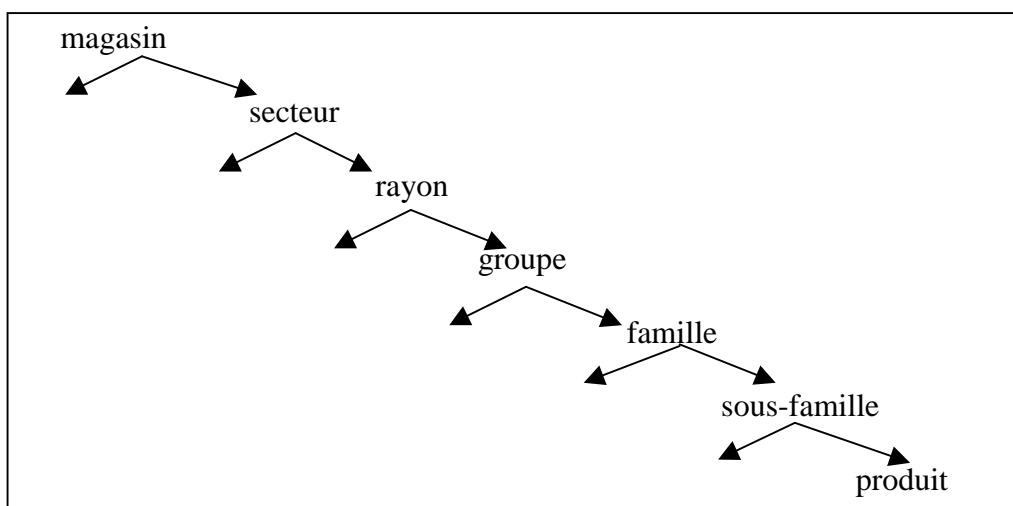 magasin
secteur
rayon
groupe
famille
sous-famille
produit